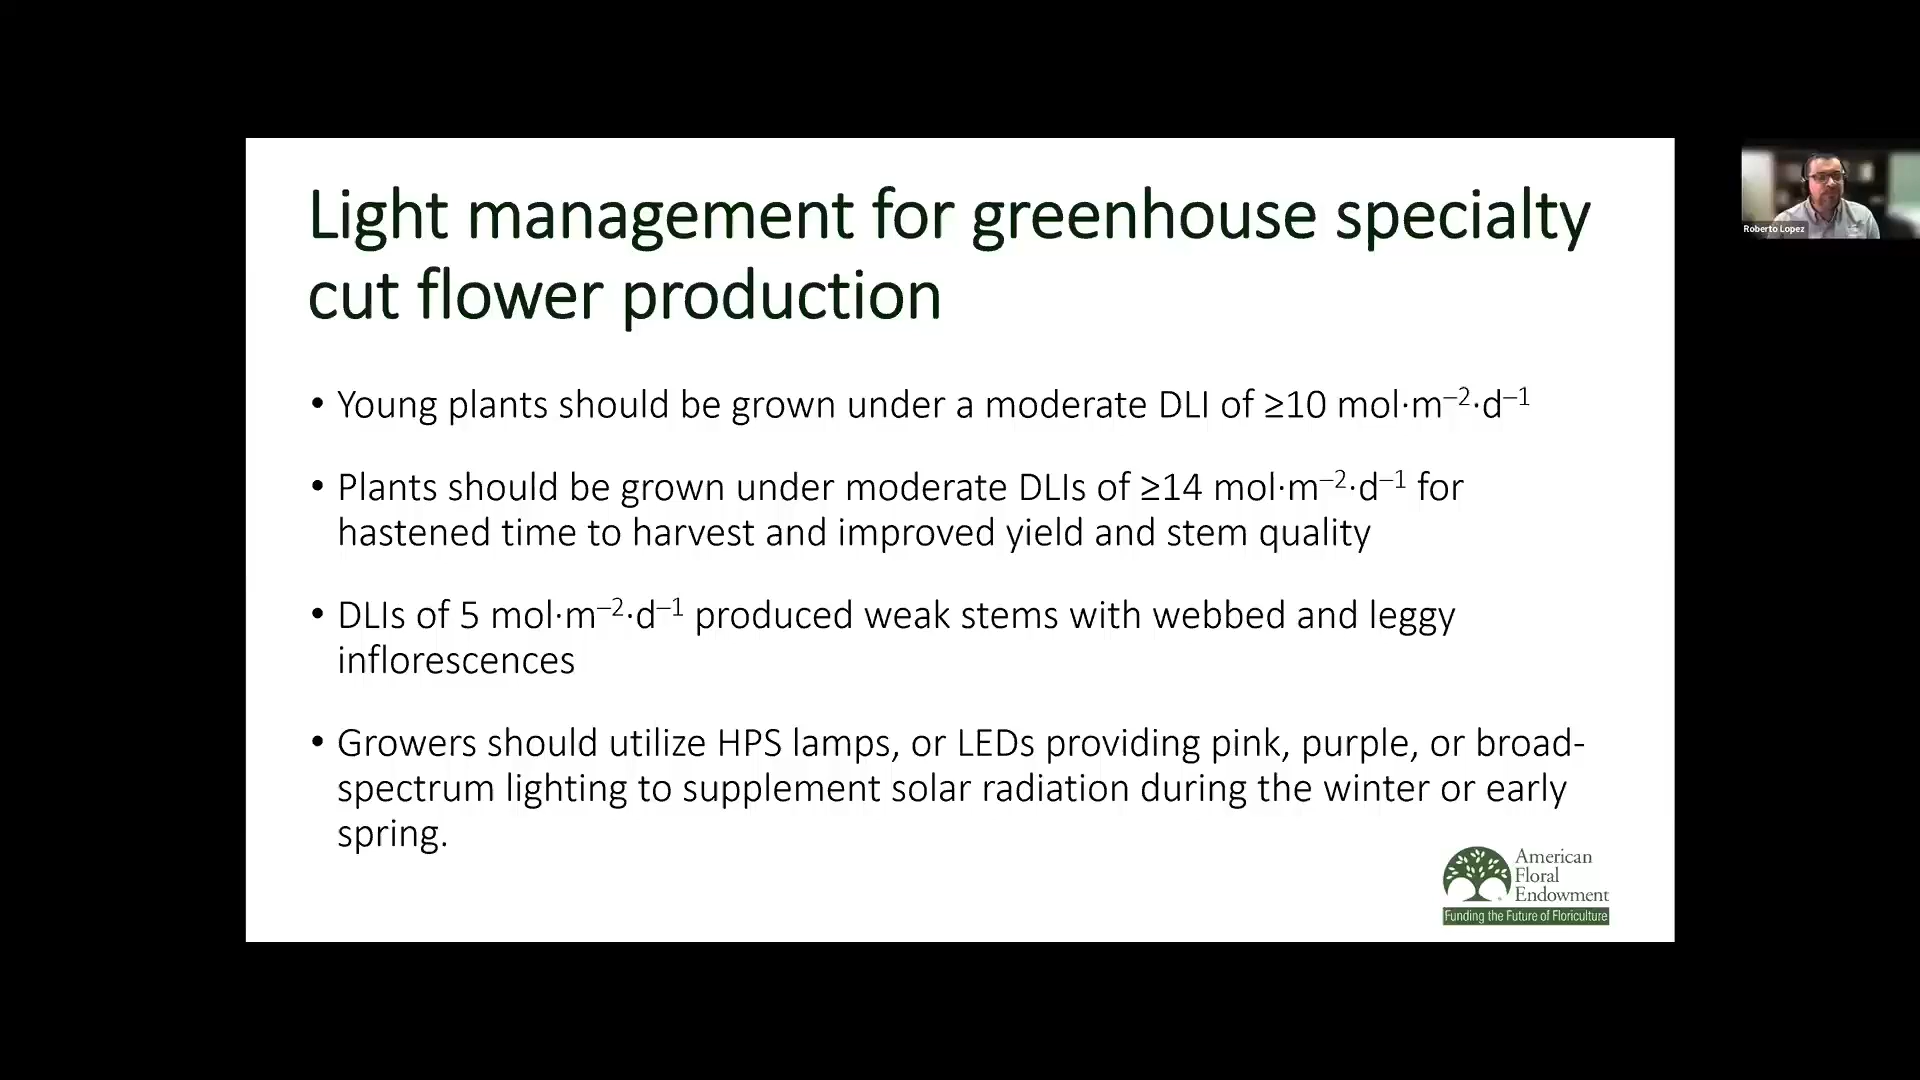 Light management for greenhouse specialty
cut flower production
• Young plants should be grown under a moderate DLI of ≥10 mol·m⁻²·d⁻¹
• Plants should be grown under moderate DLIs of ≥14 mol·m⁻²·d⁻¹ for
hastened time to harvest and improved yield and stem quality
• DLIs of 5 mol·m⁻²·d⁻¹ produced weak stems with webbed and leggy
inflorescences
• Growers should utilize HPS lamps, or LEDs providing pink, purple, or broad-
spectrum lighting to supplement solar radiation during the winter or early
spring.
American
Floral
Endowment
Funding the Future of Floriculture
Roberto Lopez